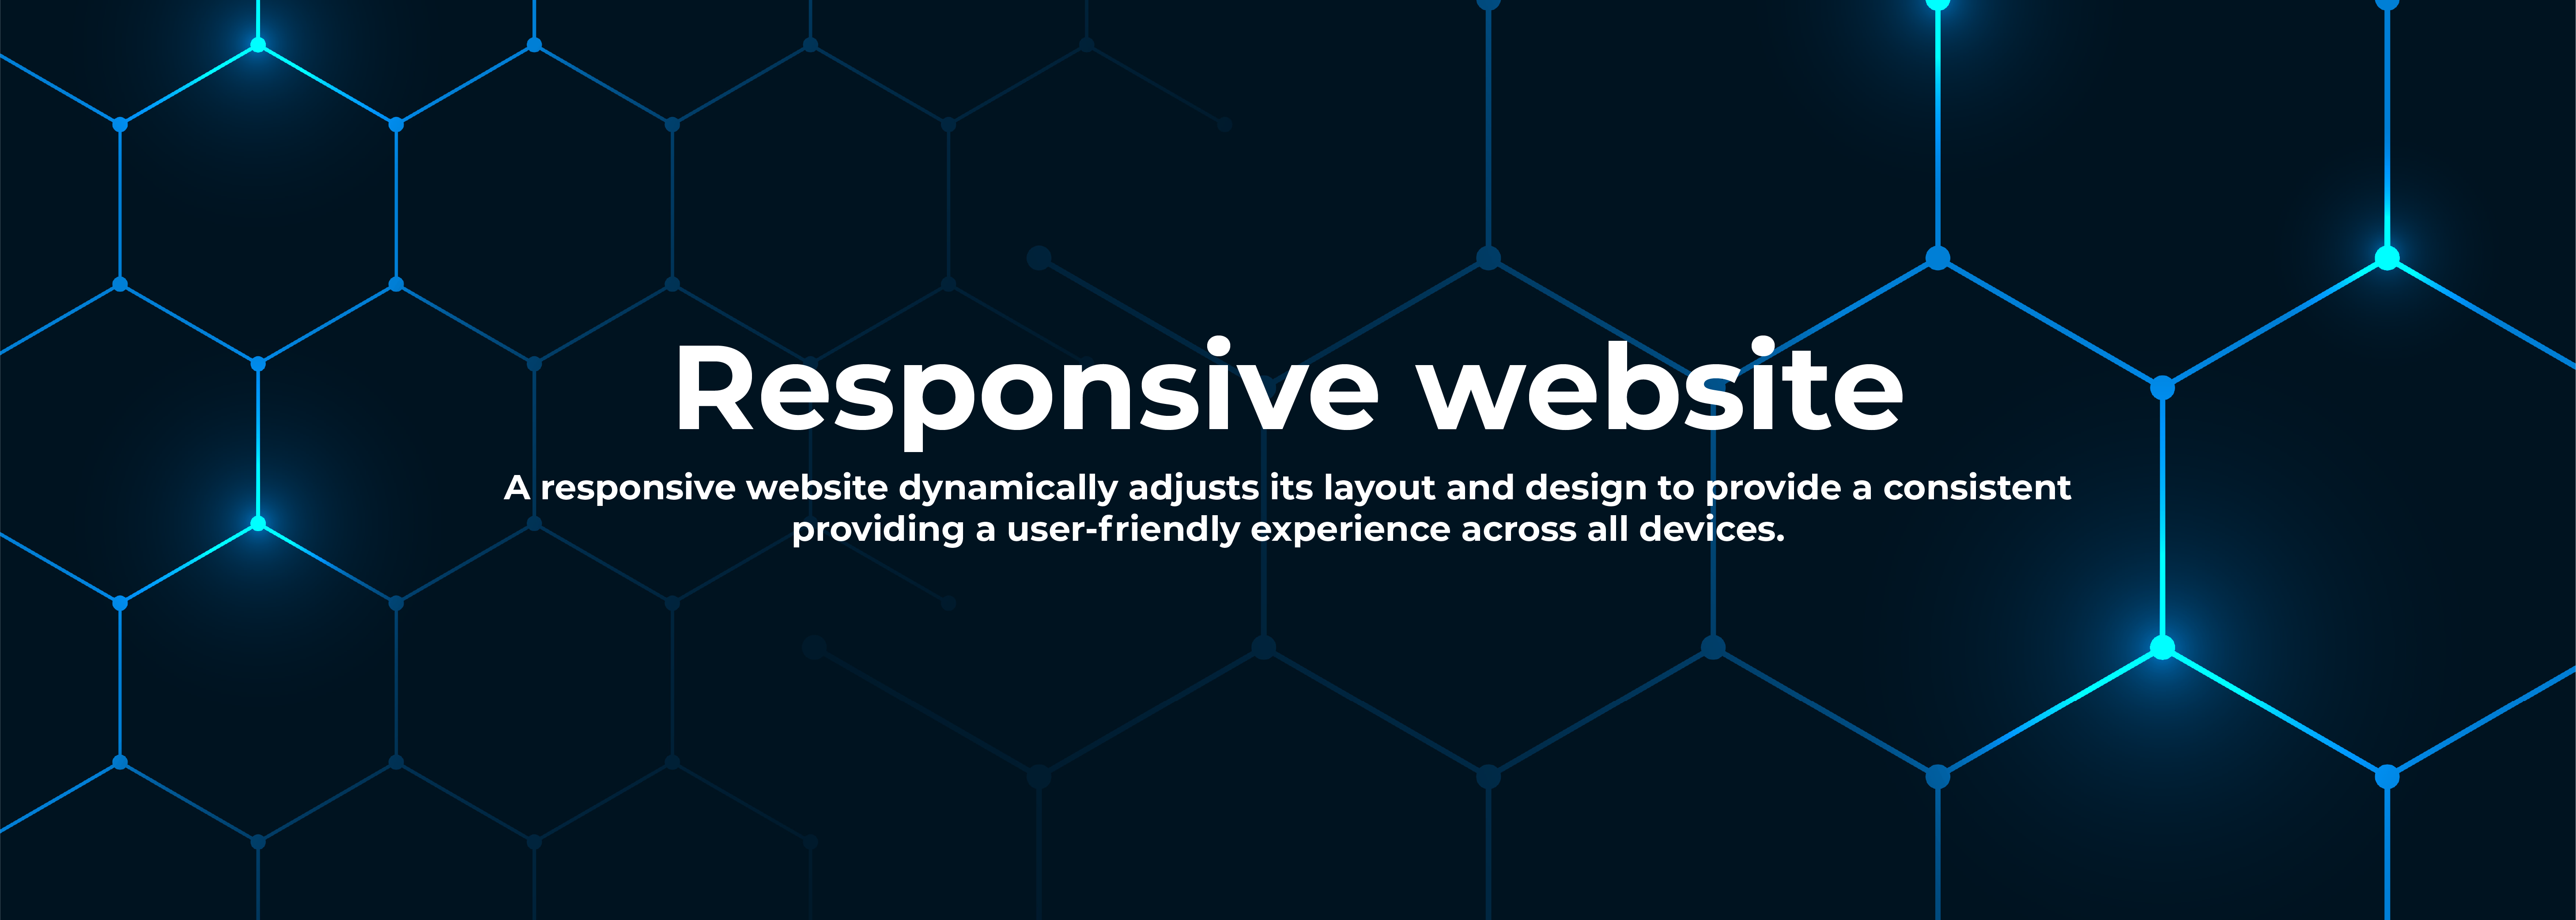 Responsive website
A responsive website dynamically adjusts its layout and design to provide a consistent
providing a user-friendly experience across all devices.